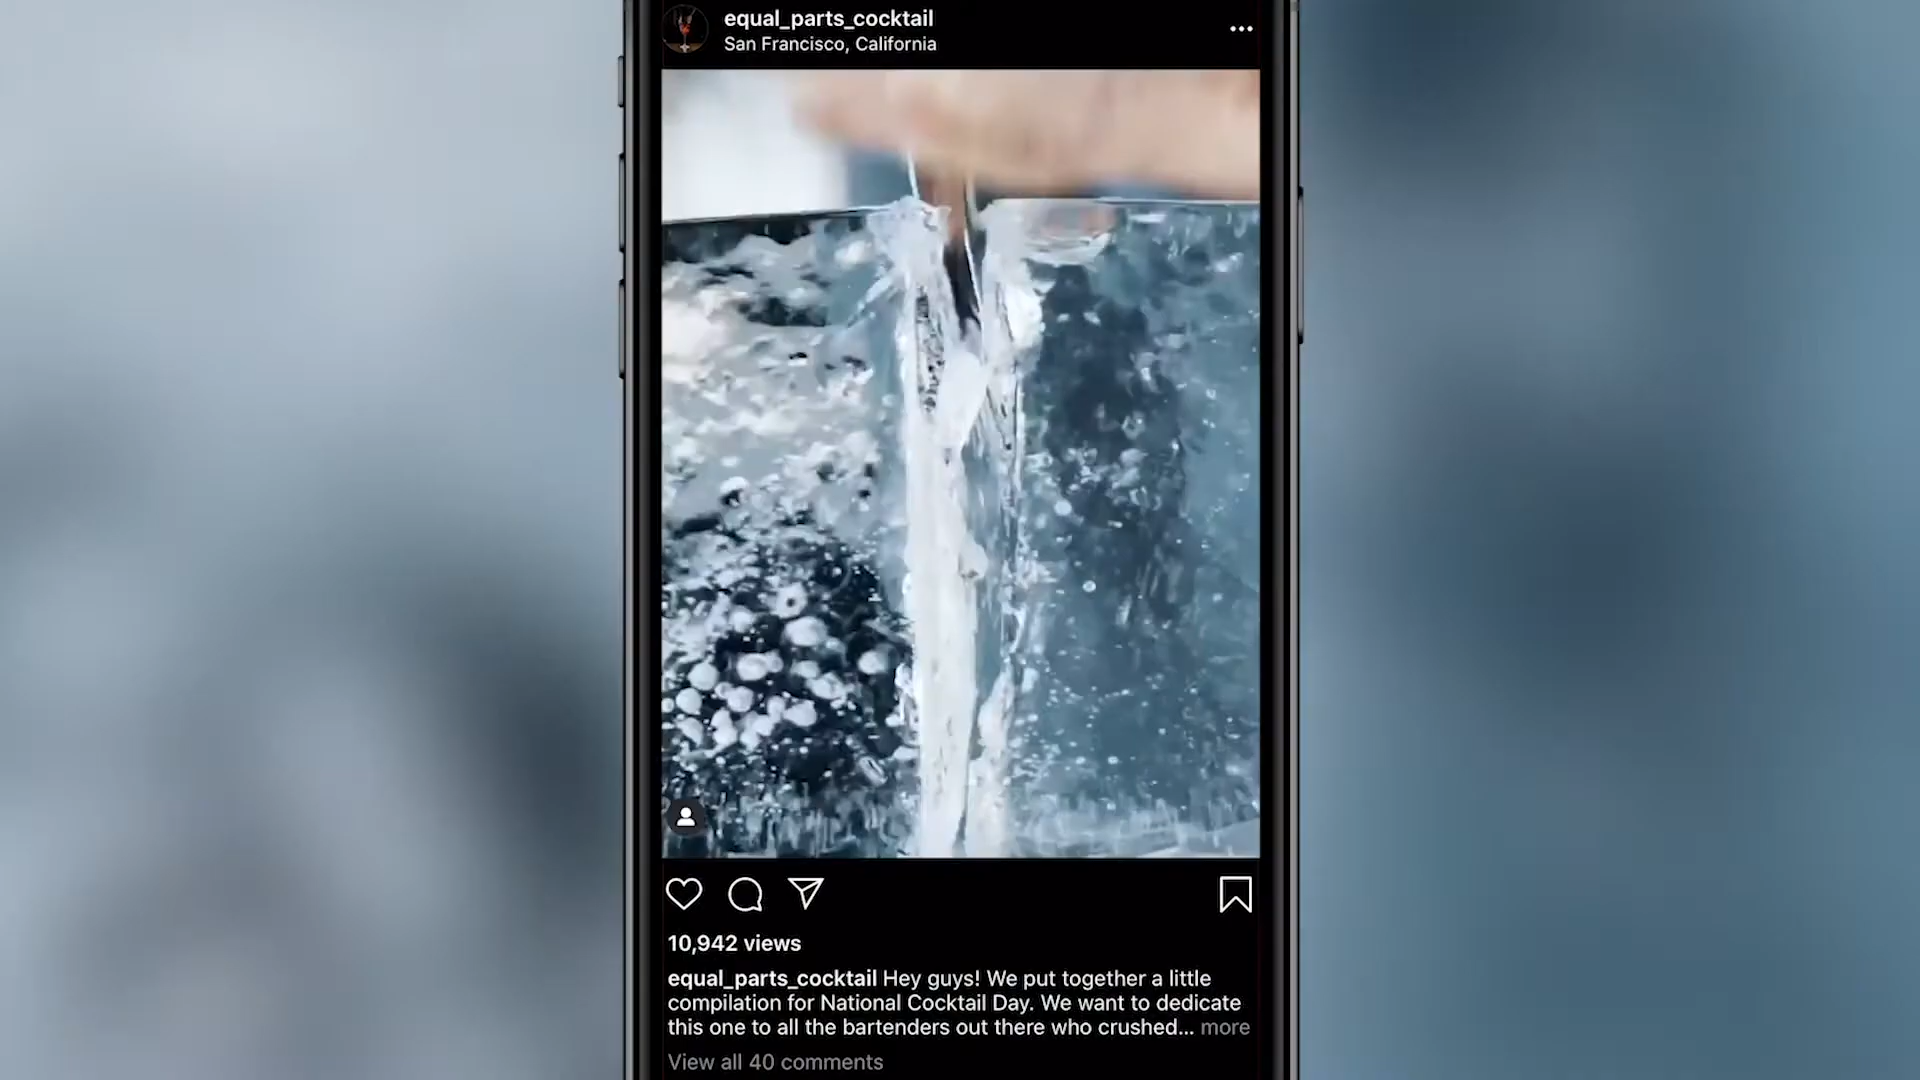 equal_parts_cocktail
San Francisco, California
10,942 views
equal_parts_cocktail Hey guys! We put together a little
compilation for National Cocktail Day. We want to dedicate
this one to all the bartenders out there who crushed... more
View all 40 comments